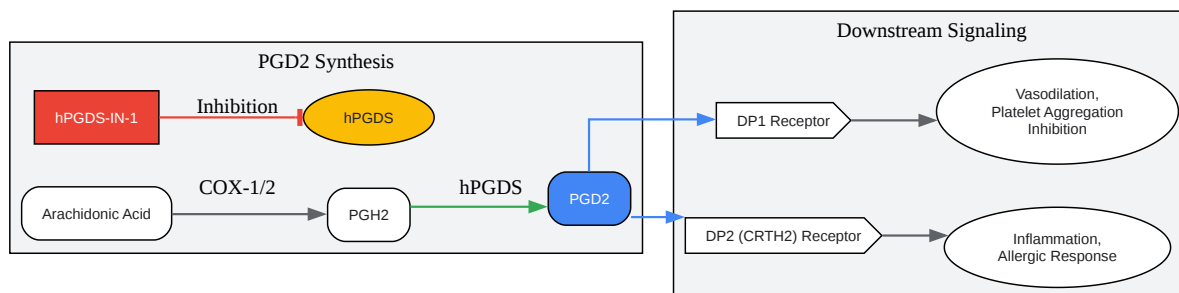 Downstream Signaling
PGD2 Synthesis
hPGDS-IN-1
Inhibition
hPGDS
DP1 Receptor
Vasodilation,
Platelet Aggregation
Inhibition
Arachidonic Acid
COX-1/2
PGH2
hPGDS
PGD2
DP2 (CRTH2) Receptor
Inflammation,
Allergic Response